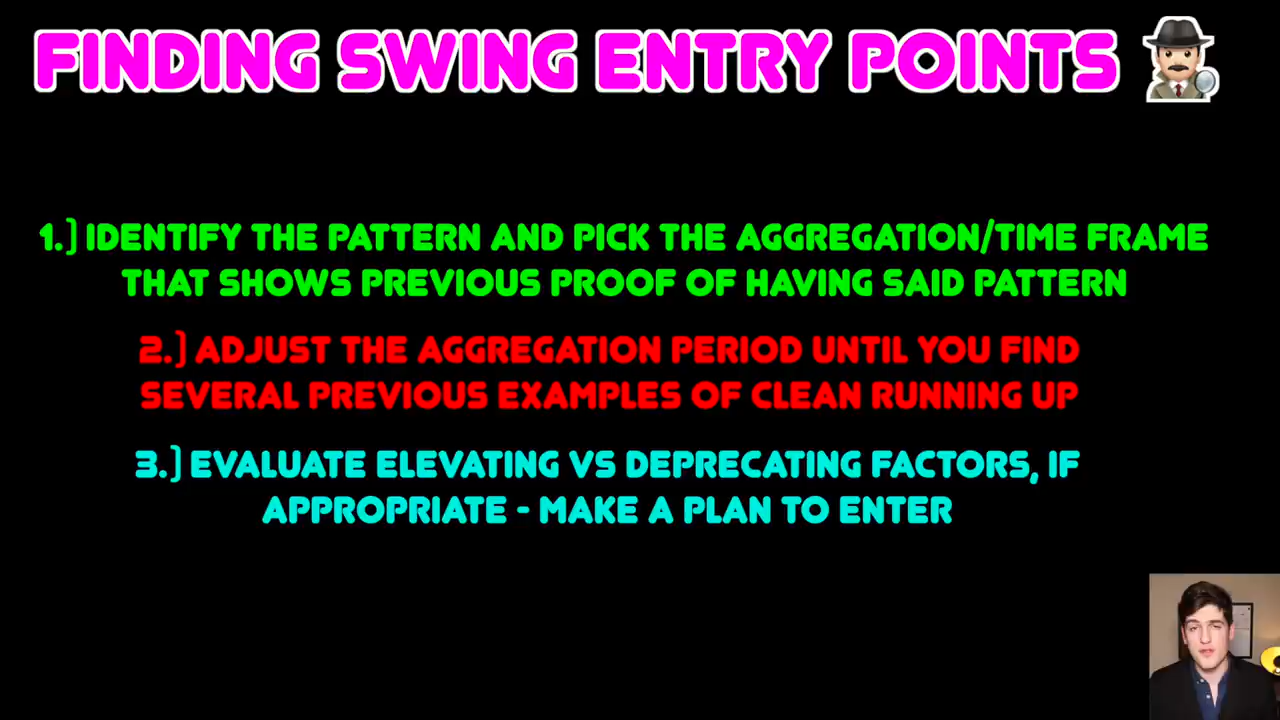 FINDING SWING ENTRY POINTS
1.) IDENTIFY THE PATTERN AND PICK THE AGGREGATION/TIME FRAME
THAT SHOWS PREVIOUS PROOF OF HAVING SAID PATTERN
2.) ADJUST THE AGGREGATION PERIOD UNTIL YOU FIND
SEVERAL PREVIOUS EXAMPLES OF CLEAN RUNNING UP
3.) EVALUATE ELEVATING VS DEPRECATING FACTORS, IF
APPROPRIATE - MAKE A PLAN TO ENTER